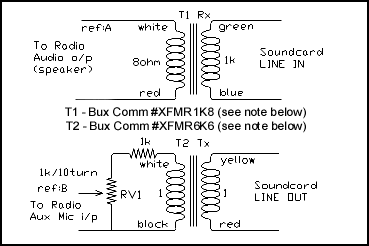 T1 Rx
ref:A
white
green
To Radio
Audio o/p
(speaker)
8ohm
1k
Soundcard
LINE IN
red
blue
T1 - Bux Comm #XFMR1K8 (see note below)
T2 - Bux Comm #XFMR6K6 (see note below)
1k
T2 Tx
white
yellow
1k/10turn
ref:B
RV1
1
1
Soundcard
LINE OUT
To Radio
Aux Mic i/p
black
red